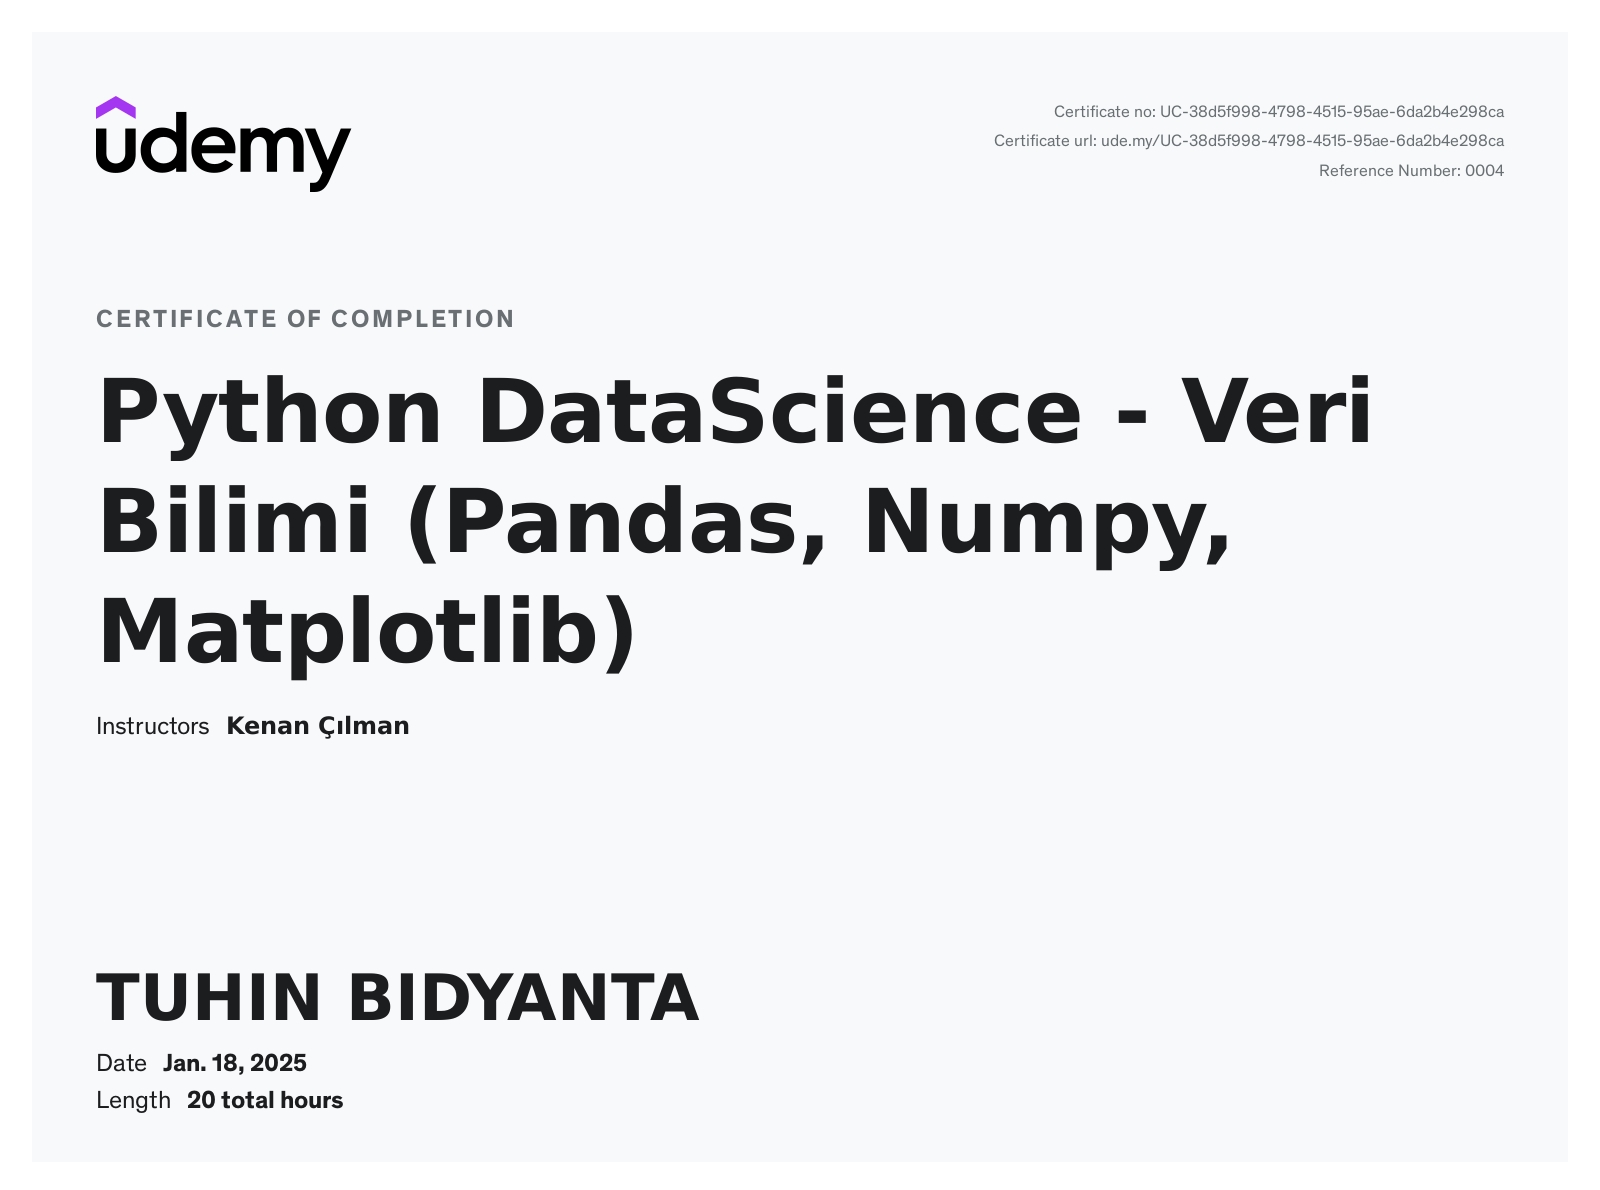 udemy
Certificate no: UC-38d5f998-4798-4515-95ae-6da2b4e298ca
Certificate url: ude.my/UC-38d5f998-4798-4515-95ae-6da2b4e298ca
Reference Number: 0004
CERTIFICATE OF COMPLETION
Python DataScience - Veri
Bilimi (Pandas, Numpy,
Matplotlib)
Instructors Kenan Çılman
TUHIN BIDYANTA
Date Jan. 18, 2025
Length 20 total hours